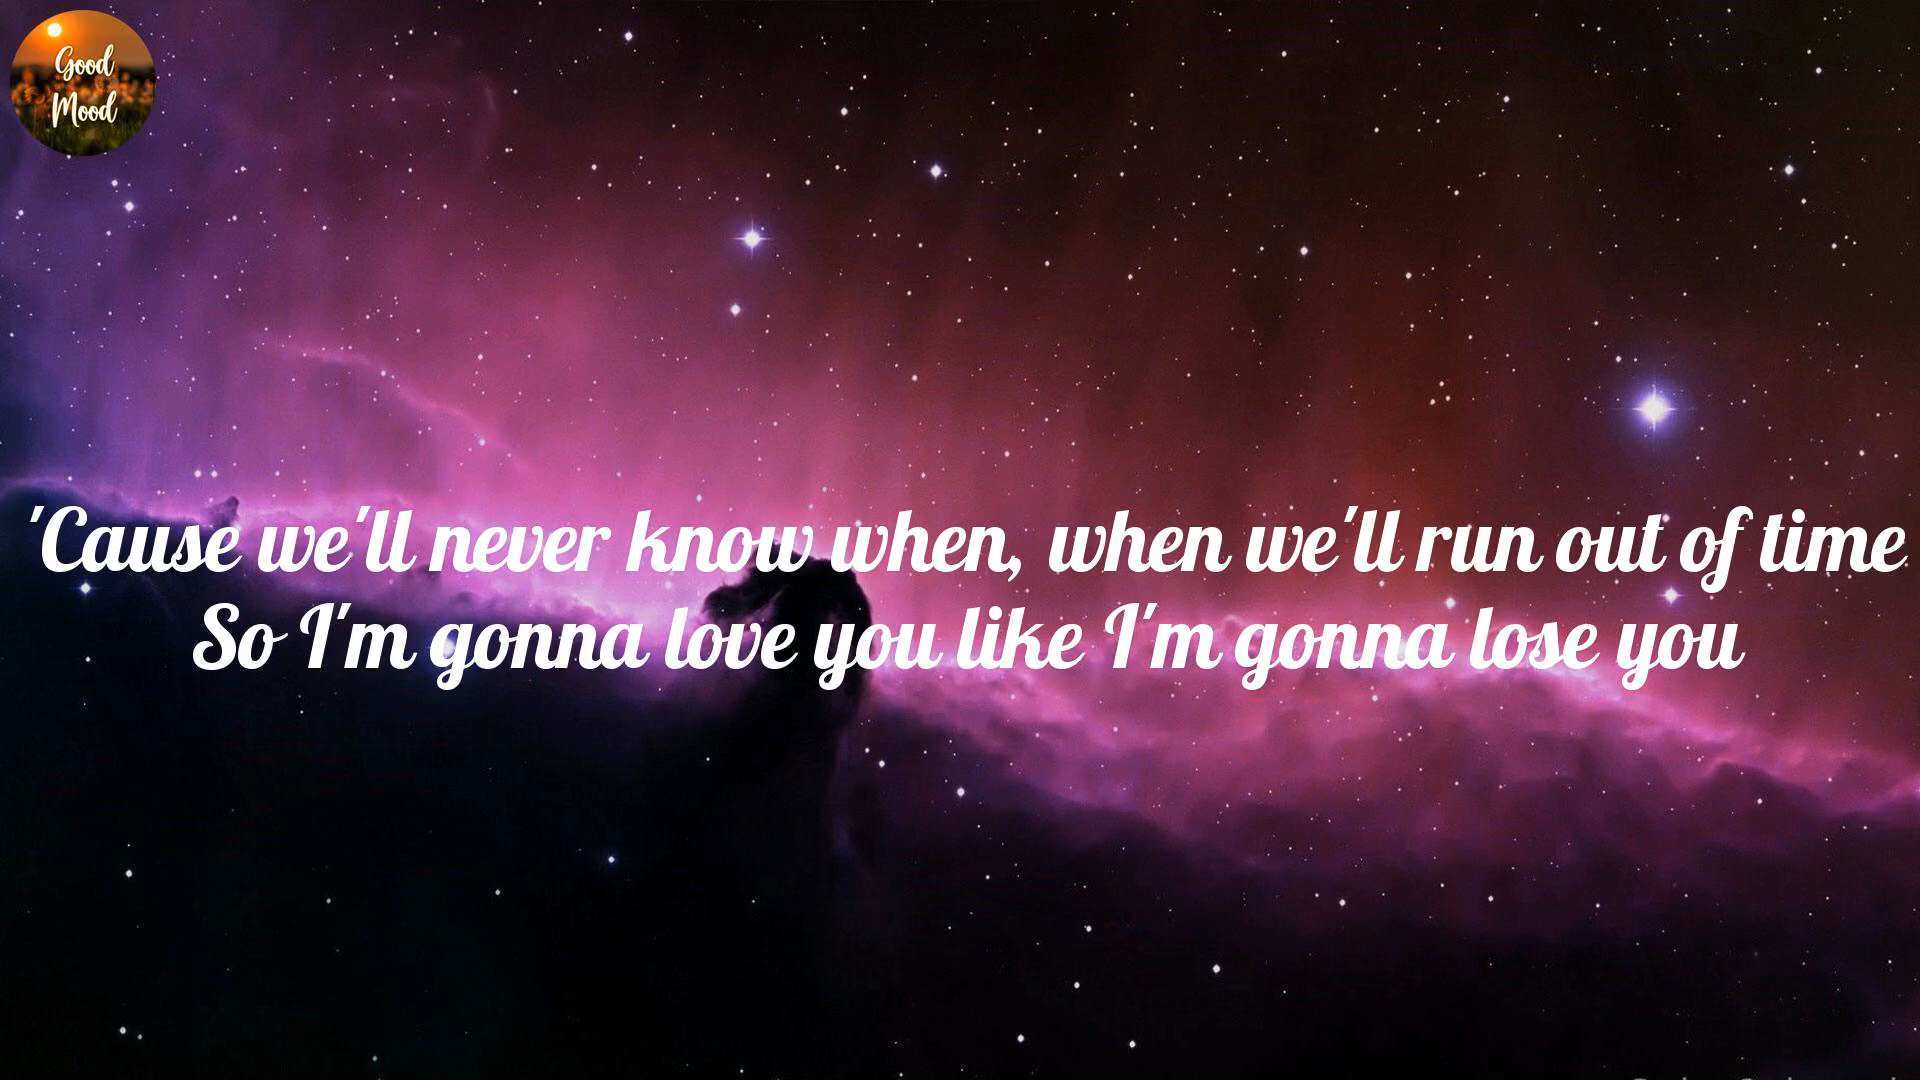 Good
Mood
'Cause we'll never know when, when we'll run out of time
So I'm gonna love you like I'm gonna lose you